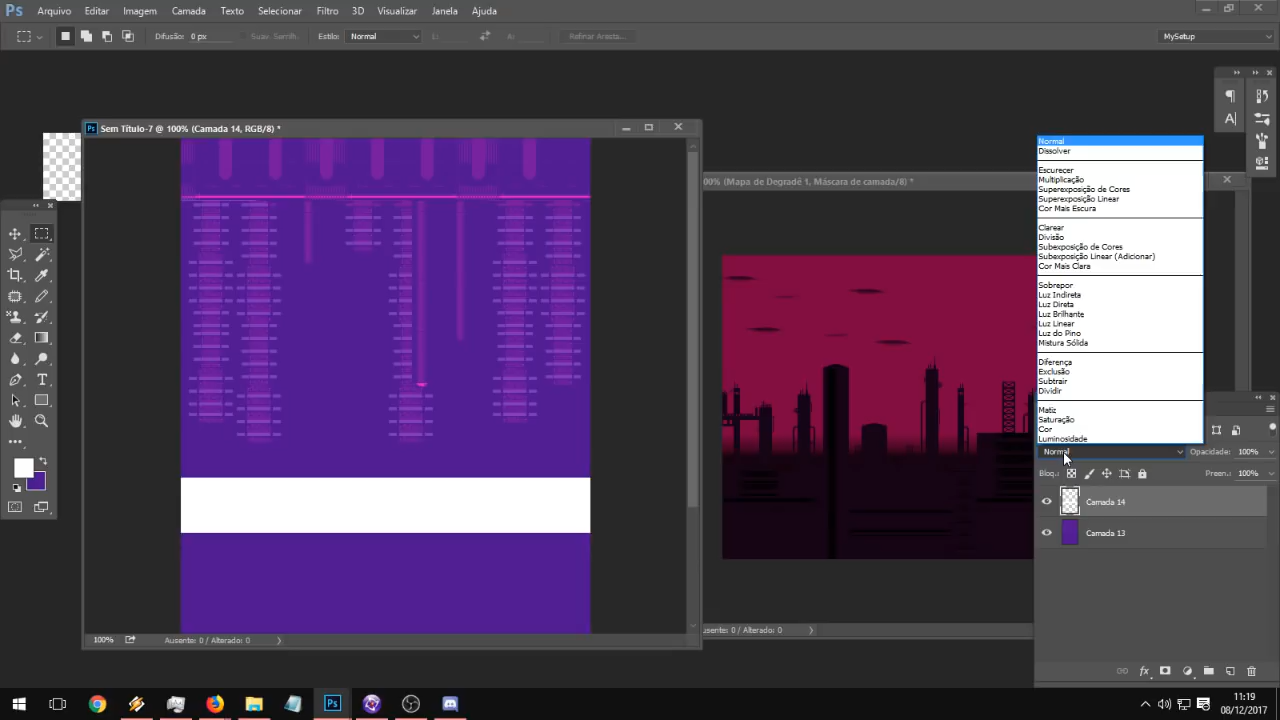 Ps Arquivo Editar Imagem Camada Texto Selecionar Filtro 3D Visualizar Janela Ajuda
Difusão: 0 px Suav. Serrilh. Estilo: Normal L: A: Refinar Aresta... MySetup
Ps Sem Título-7 @ 100% (Camada 14, RGB/8) *
00% (Mapa de Degradê 1, Máscara de camada/8) *
Normal
Dissolver
Escurecer
Multiplicação
Superexposição de Cores
Superexposição Linear
Cor Mais Escura
Clarear
Divisão
Subexposição de Cores
Subexposição Linear (Adicionar)
Cor Mais Clara
Sobrepor
Luz Indireta
Luz Direta
Luz Brilhante
Luz Linear
Luz do Pino
Mistura Sólida
Diferença
Exclusão
Subtrair
Dividir
Matiz
Saturação
Cor
Luminosidade
Normal Opacidade: 100%
Bloq.: Preen.: 100%
Camada 14
Camada 13
100% Ausente: 0 / Alterado: 0
usente: 0 / Alterado: 0
Ps
11:19
08/12/2017